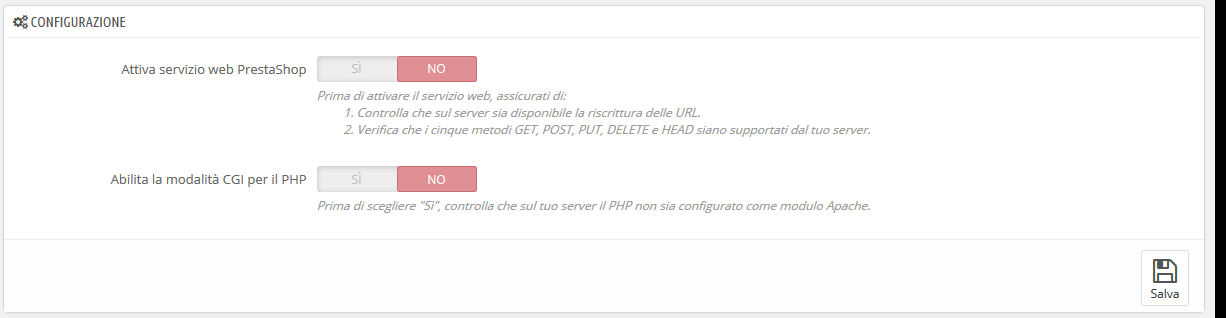 CONFIGURAZIONE
Attiva servizio web PrestaShop SÌ NO
Prima di attivare il servizio web, assicurati di:
1. Controlla che sul server sia disponibile la riscrittura delle URL.
2. Verifica che i cinque metodi GET, POST, PUT, DELETE e HEAD siano supportati dal tuo server.
Abilita la modalità CGI per il PHP SÌ NO
Prima di scegliere "Sì", controlla che sul tuo server il PHP non sia configurato come modulo Apache.
Salva